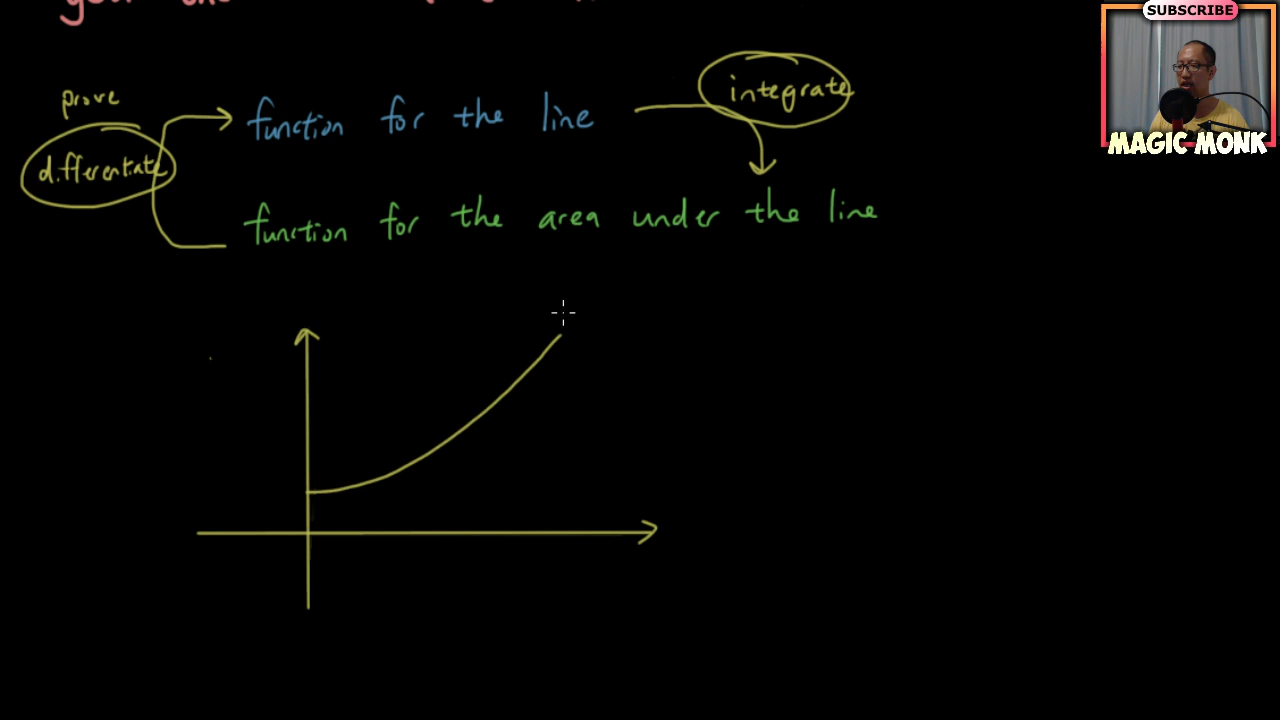 SUBSCRIBE
MAGIC MONK
prove
differentiate
function for the line
integrate
function for the area under the line